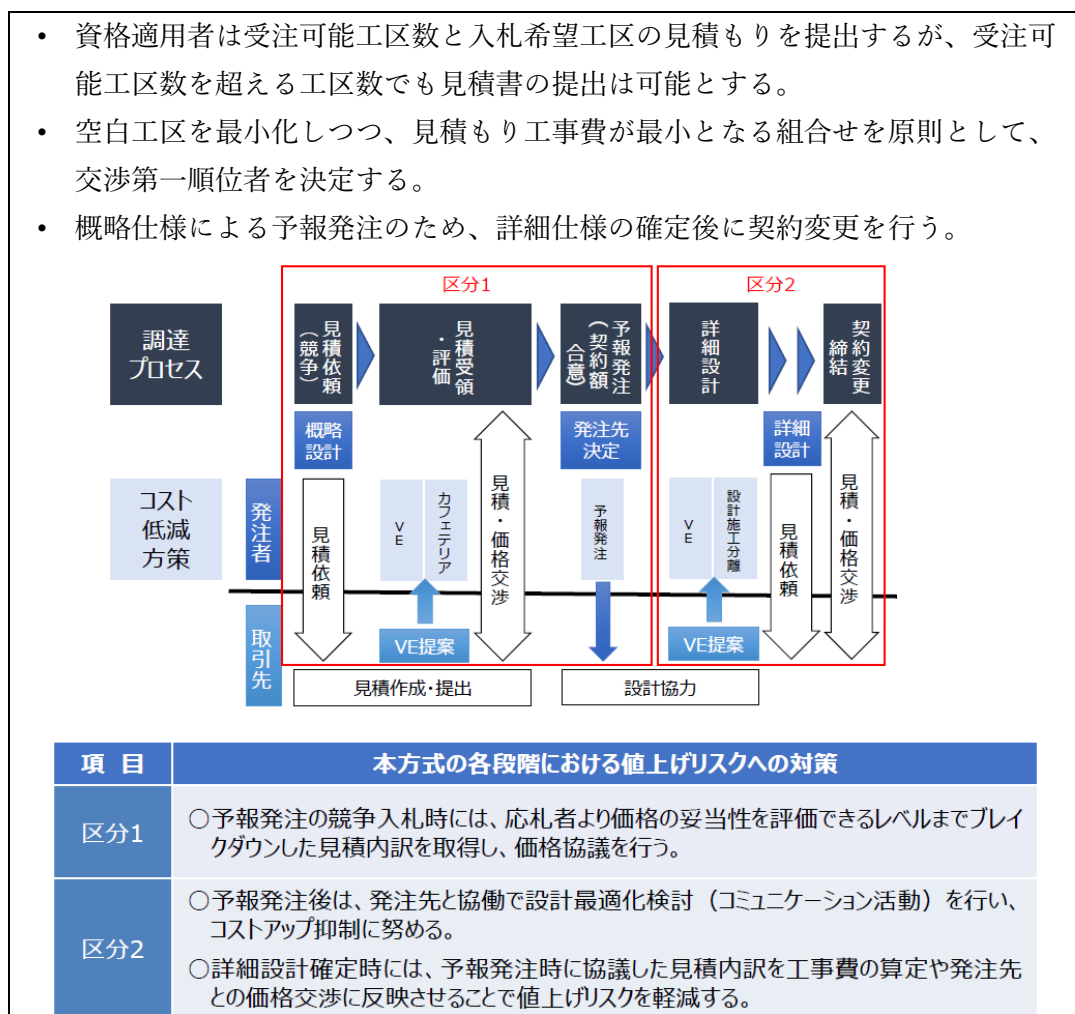 • 資格適用者は受注可能工区数と入札希望工区の見積もりを提出するが、受注可
能工区数を超える工区数でも見積書の提出は可能とする。
• 空白工区を最小化しつつ、見積もり工事費が最小となる組合せを原則として、
交渉第一順位者を決定する。
• 概略仕様による予報発注のため、詳細仕様の確定後に契約変更を行う。
区分1
区分2
調達
プロセス
見積依頼
（競争）
見積受領
・評価
予報発注
（契約額
合意）
詳細設計
契約変更
締結
概略
設計
発注先
決定
詳細
設計
コスト
低減
方策
発注者
見積依頼
VE
カフェテリア
見積・価格交渉
予報発注
VE
設計施工分離
見積依頼
見積・価格交渉
取引先
VE提案
VE提案
見積作成・提出
設計協力
項 目
本方式の各段階における値上げリスクへの対策
区分1
○予報発注の競争入札時には、応札者より価格の妥当性を評価できるレベルまでブレイ
クダウンした見積内訳を取得し、価格協議を行う。
区分2
○予報発注後は、発注先と協働で設計最適化検討（コミュニケーション活動）を行い、
コストアップ抑制に努める。
○詳細設計確定時には、予報発注時に協議した見積内訳を工事費の算定や発注先
との価格交渉に反映させることで値上げリスクを軽減する。